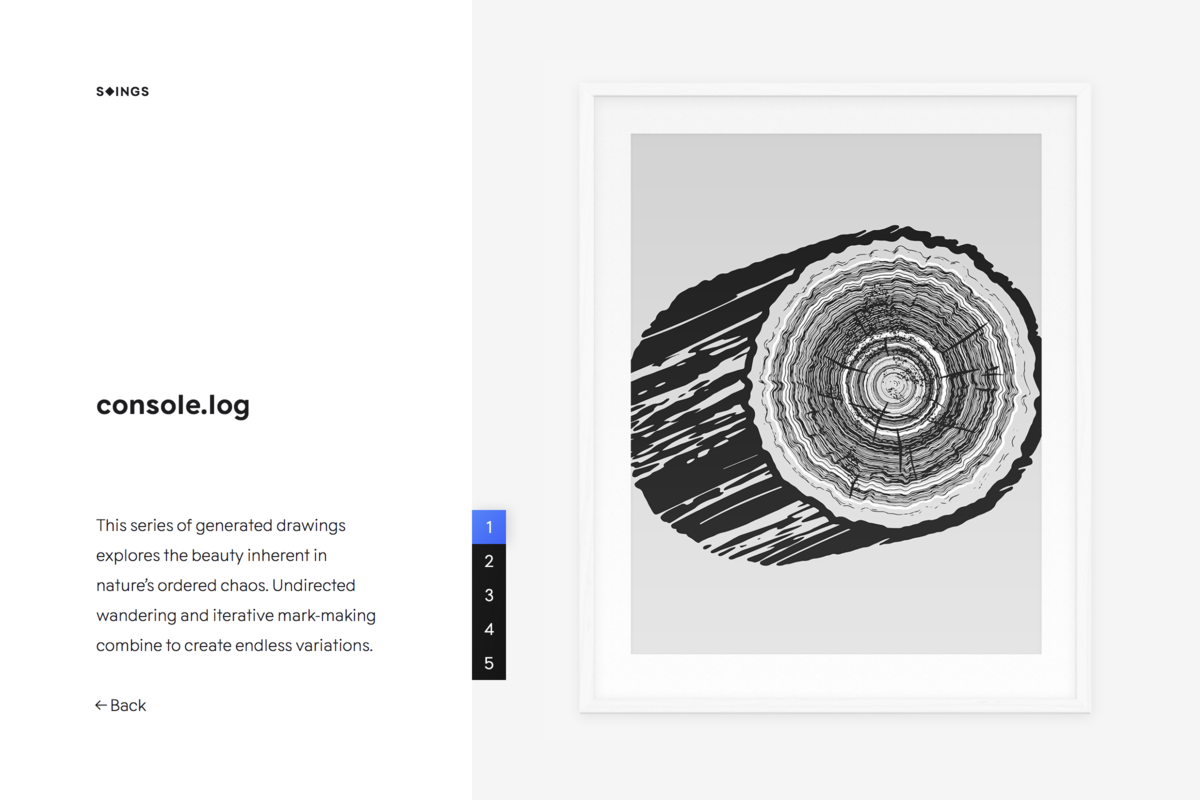 S◆INGS
console.log
This series of generated drawings
explores the beauty inherent in
nature’s ordered chaos. Undirected
wandering and iterative mark-making
combine to create endless variations.
← Back
1
2
3
4
5